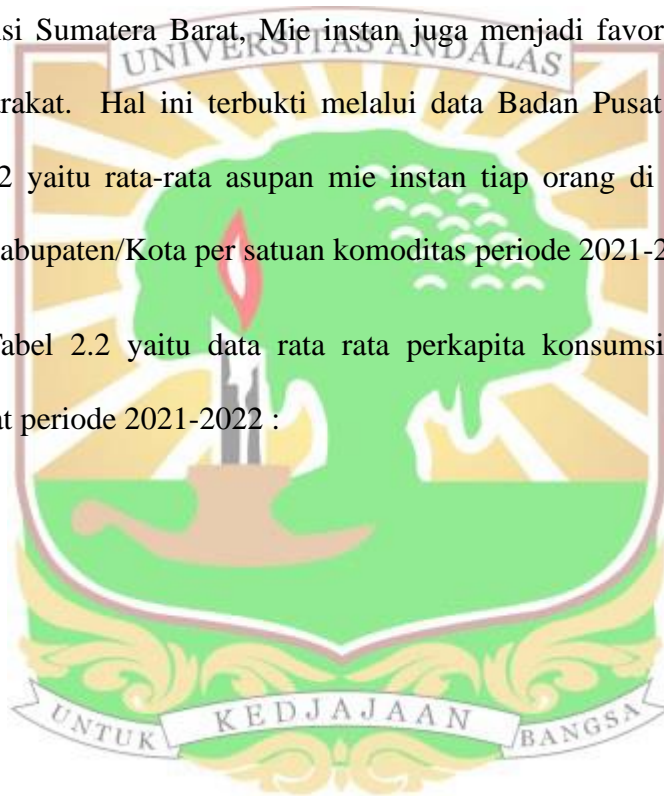 si Sumatera Barat, Mie instan juga menjadi favor
UNIVERSITAS ANDALAS
rakat. Hal ini terbukti melalui data Badan Pusat
2 yaitu rata-rata asupan mie instan tiap orang di
abupaten/Kota per satuan komoditas periode 2021-2
abel 2.2 yaitu data rata rata perkapita konsumsi
at periode 2021-2022 :
UNTUK KEDJAJAAN BANGSA